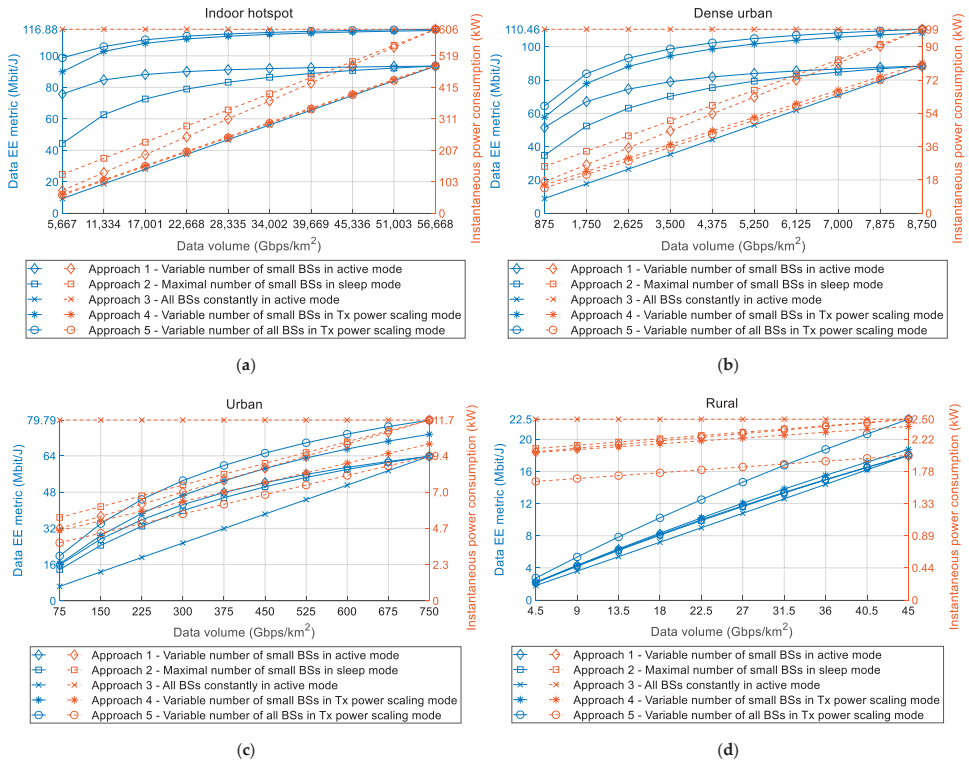 Indoor hotspot
116.88
100
80
60
40
20
0
606
519
415
311
207
103
0
Data EE metric (Mbit/J)
Instantaneous power consumption (kW)
5,667 11,334 17,001 22,668 28,335 34,002 39,669 45,336 51,003 56,668
Data volume (Gbps/km2)
Approach 1 - Variable number of small BSs in active mode
Approach 2 - Maximal number of small BSs in sleep mode
Approach 3 - All BSs constantly in active mode
Approach 4 - Variable number of small BSs in Tx power scaling mode
Approach 5 - Variable number of all BSs in Tx power scaling mode
(a)
Dense urban
110.46
100
80
60
40
20
0
99
90
72
54
36
18
0
Data EE metric (Mbit/J)
Instantaneous power consumption (kW)
875 1,750 2,625 3,500 4,375 5,250 6,125 7,000 7,875 8,750
Data volume (Gbps/km2)
Approach 1 - Variable number of small BSs in active mode
Approach 2 - Maximal number of small BSs in sleep mode
Approach 3 - All BSs constantly in active mode
Approach 4 - Variable number of small BSs in Tx power scaling mode
Approach 5 - Variable number of all BSs in Tx power scaling mode
(b)
Urban
79.79
64
48
32
16
0
11.7
9.4
7.0
4.7
2.3
0
Data EE metric (Mbit/J)
Instantaneous power consumption (kW)
75 150 225 300 375 450 525 600 675 750
Data volume (Gbps/km2)
Approach 1 - Variable number of small BSs in active mode
Approach 2 - Maximal number of small BSs in sleep mode
Approach 3 - All BSs constantly in active mode
Approach 4 - Variable number of small BSs in Tx power scaling mode
Approach 5 - Variable number of all BSs in Tx power scaling mode
(c)
Rural
22.5
20
16
12
8
4
0
2.50
2.22
1.78
1.33
0.89
0.44
0
Data EE metric (Mbit/J)
Instantaneous power consumption (kW)
4.5 9 13.5 18 22.5 27 31.5 36 40.5 45
Data volume (Gbps/km2)
Approach 1 - Variable number of small BSs in active mode
Approach 2 - Maximal number of small BSs in sleep mode
Approach 3 - All BSs constantly in active mode
Approach 4 - Variable number of small BSs in Tx power scaling mode
Approach 5 - Variable number of all BSs in Tx power scaling mode
(d)